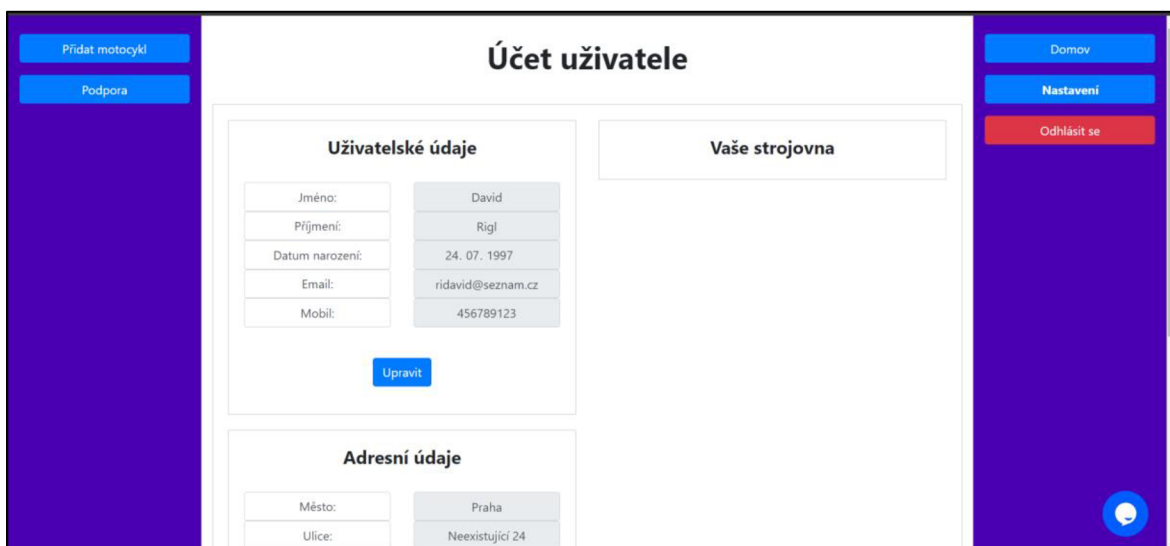 Přidat motocykl
Podpora
Účet uživatele
Uživatelské údaje
Jméno: David
Příjmení: Rigl
Datum narození: 24. 07. 1997
Email: ridavid@seznam.cz
Mobil: 456789123
Upravit
Adresní údaje
Město: Praha
Ulice: Neexistující 24
Vaše strojovna
Domov
Nastavení
Odhlásit se